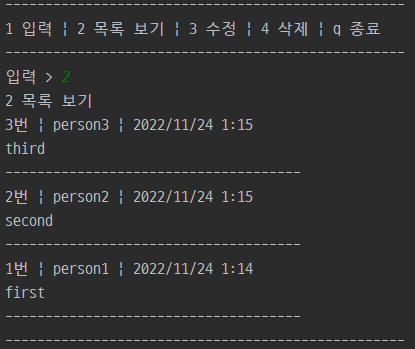 --------------------------------------------------
1 입력 ¦ 2 목록 보기 ¦ 3 수정 ¦ 4 삭제 ¦ q 종료
--------------------------------------------------
입력 > 2
2 목록 보기
3번 ¦ person3 ¦ 2022/11/24 1:15
third
-------------------------------------
2번 ¦ person2 ¦ 2022/11/24 1:15
second
-------------------------------------
1번 ¦ person1 ¦ 2022/11/24 1:14
first
-------------------------------------
--------------------------------------------------